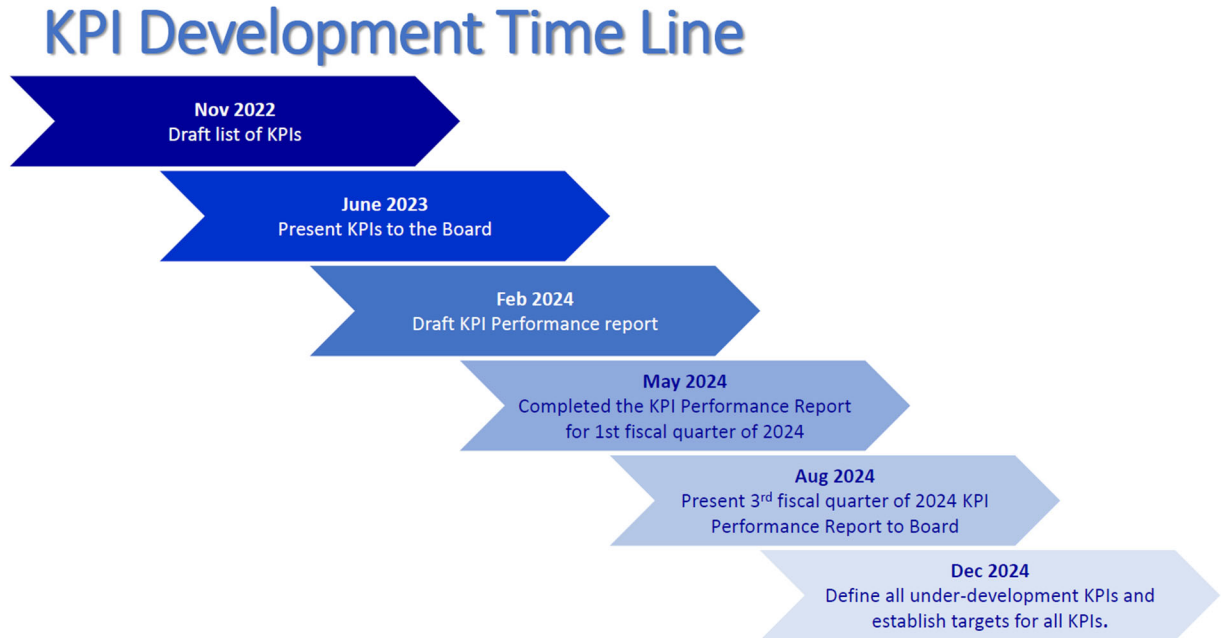 KPI Development Time Line
Nov 2022
Draft list of KPIs
June 2023
Present KPIs to the Board
Feb 2024
Draft KPI Performance report
May 2024
Completed the KPI Performance Report
for 1st fiscal quarter of 2024
Aug 2024
Present 3rd fiscal quarter of 2024 KPI
Performance Report to Board
Dec 2024
Define all under-development KPIs and
establish targets for all KPIs.